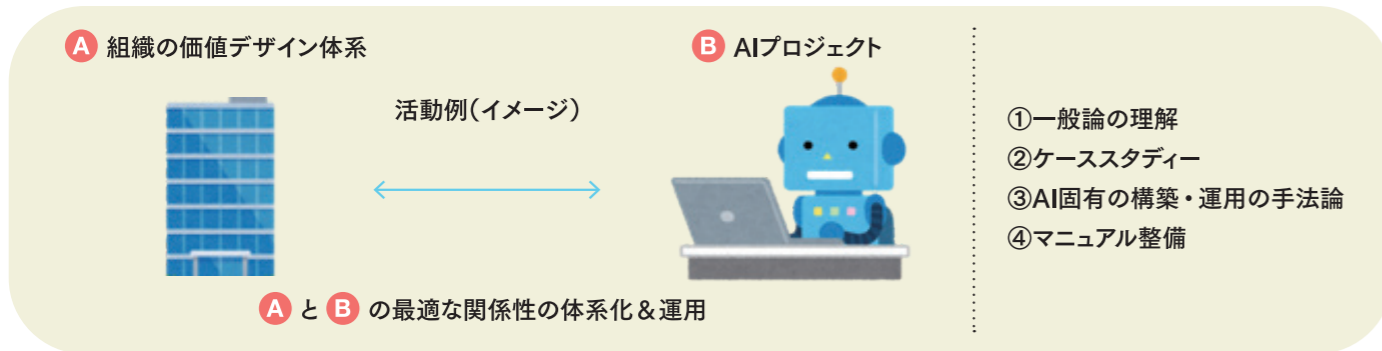 A 組織の価値デザイン体系
活動例（イメージ）
B AIプロジェクト
AとBの最適な関係性の体系化＆運用
①一般論の理解
②ケーススタディー
③AI固有の構築・運用の手法論
④マニュアル整備